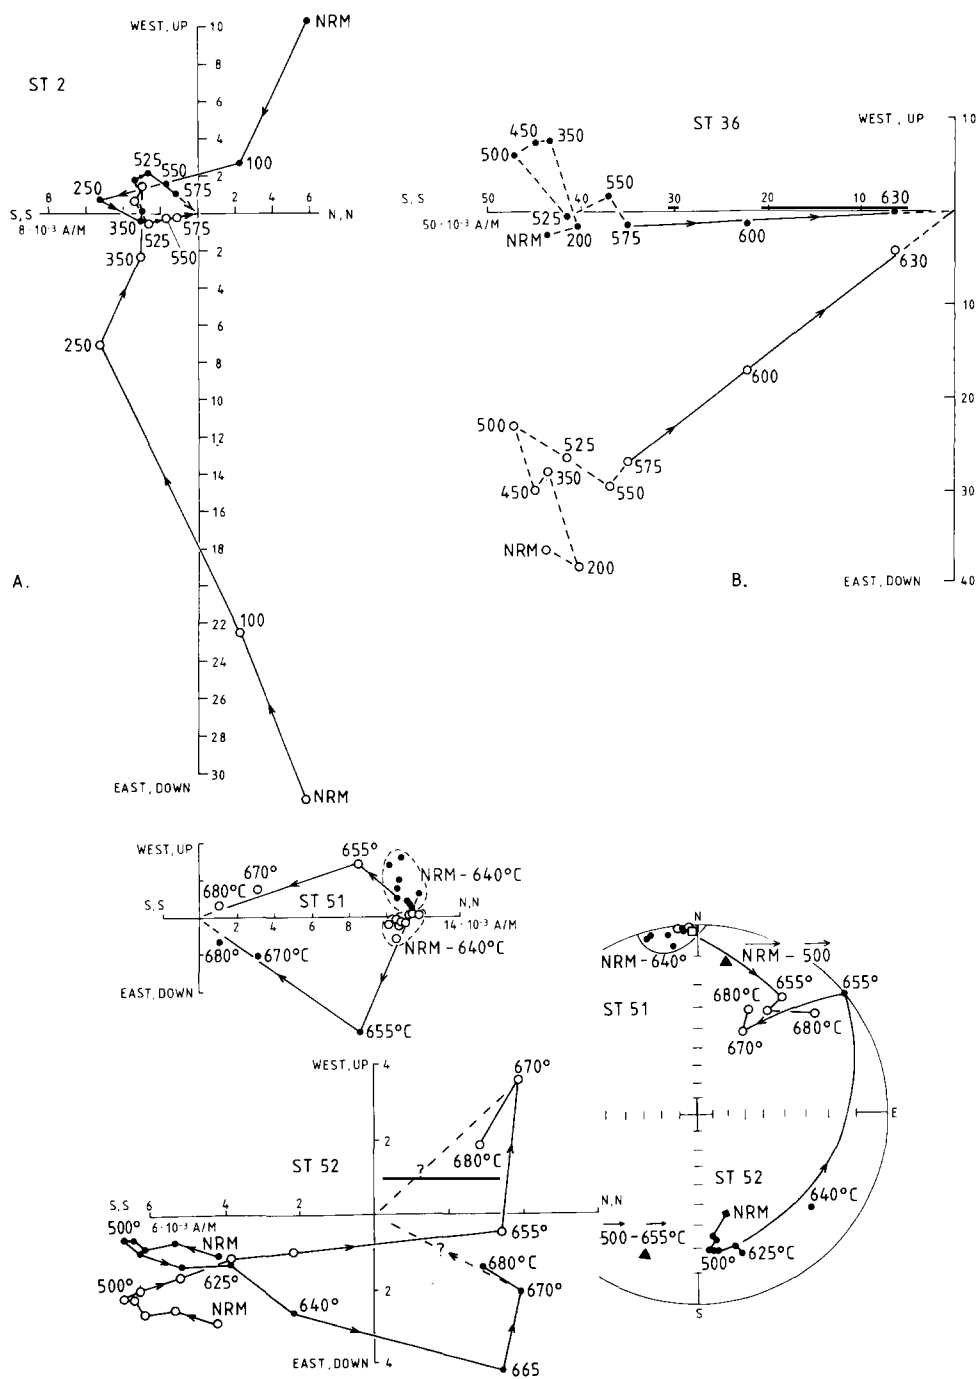 WEST, UP
10
NRM
ST 2
8
6
4
2
525
550
100
250
575
8
2
4
6
S, S
N, N
8·10⁻³ A/M
350
525
550
575
350
2
4
6
250
8
10
12
14
16
18
A.
100
22
24
26
28
30
EAST, DOWN
NRM
ST 36
WEST, UP
10
450
350
500
550
630
S, S
50
40
30
20
10
50·10⁻³ A/M
525
NRM
200
575
600
630
10
600
20
500
525
575
450
350
550
30
NRM
200
B.
EAST, DOWN
40
WEST, UP
655°
670°
680°C
ST 51
NRM-640°C
S, S
N, N
2
4
6
8
14·10⁻³ A/M
NRM-640°C
680°
670°C
EAST, DOWN
655°C
N
NRM-640°
NRM-500
655°
655°
680°C
ST 51
680°C
670°
E
ST 52
640°C
NRM
500-655°C
500°
625°C
S
WEST, UP
4
670°
2
680°C
ST 52
?
S, S
N, N
6
4
2
6·10⁻³ A/M
500°
NRM
655°
?
680°C
500°
625°
NRM
2
670°
640°
EAST, DOWN
4
665